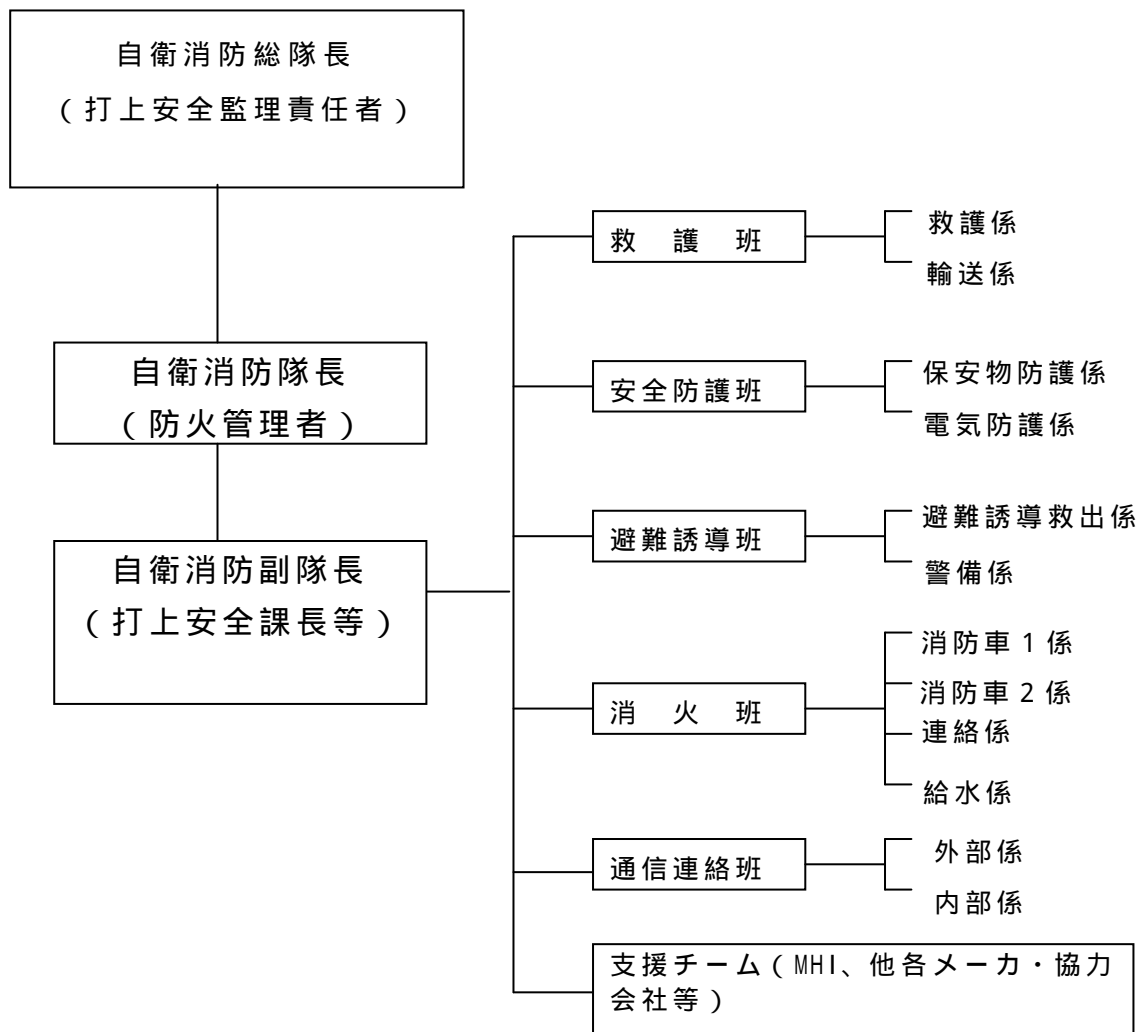 自衛消防総隊長
（打上安全監理責任者）
自衛消防隊長
（防火管理者）
自衛消防副隊長
（打上安全課長等）
救　護　班
救護係
輸送係
安全防護班
保安物防護係
電気防護係
避難誘導班
避難誘導救出係
警備係
消　火　班
消防車１係
消防車２係
連絡係
給水係
通信連絡班
外部係
内部係
支援チーム（MHI、他各メーカ・協力
会社等）